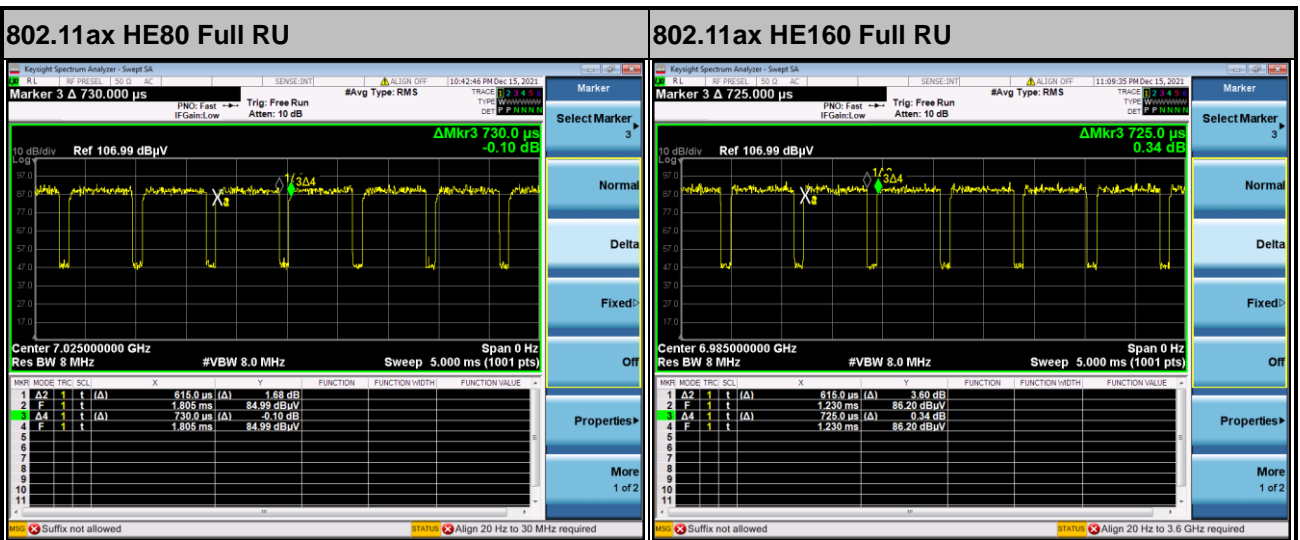 802.11ax HE80 Full RU
Keysight Spectrum Analyzer - Swept SA
RL RF PRESEL 50 Ω AC SENSE:INT ALIGN OFF 10:42:46 PM Dec 15, 2021
Marker 3 Δ 730.000 µs
PNO: Fast
IFGain:Low
Trig: Free Run
Atten: 10 dB
#Avg Type: RMS
TRACE 1 2 3 4 5 6
TYPE W
DET P P N N N N
ΔMkr3 730.0 µs
-0.10 dB
10 dB/div Ref 106.99 dBµV
Log
97.0
87.0
77.0
67.0
57.0
47.0
37.0
27.0
17.0
3Δ4
Center 7.025000000 GHz Span 0 Hz
Res BW 8 MHz #VBW 8.0 MHz Sweep 5.000 ms (1001 pts)
MKR MODE TRC SCL X Y FUNCTION FUNCTION WIDTH FUNCTION VALUE
1 Δ2 1 t (Δ) 615.0 µs (Δ) 1.68 dB
2 F 1 t 1.805 ms 84.99 dBµV
3 Δ4 1 t (Δ) 730.0 µs (Δ) -0.10 dB
4 F 1 t 1.805 ms 84.99 dBµV
5
6
7
8
9
10
11
MSG Suffix not allowed STATUS Align 20 Hz to 30 MHz required
Marker
Select Marker
3
Normal
Delta
Fixed
Off
Properties
More
1 of 2
802.11ax HE160 Full RU
Keysight Spectrum Analyzer - Swept SA
RL RF PRESEL 50 Ω AC SENSE:INT ALIGN OFF 11:09:35 PM Dec 15, 2021
Marker 3 Δ 725.000 µs
PNO: Fast
IFGain:Low
Trig: Free Run
Atten: 10 dB
#Avg Type: RMS
TRACE 1 2 3 4 5 6
TYPE W
DET P P N N N N
ΔMkr3 725.0 µs
0.34 dB
10 dB/div Ref 106.99 dBµV
Log
97.0
87.0
77.0
67.0
57.0
47.0
37.0
27.0
17.0
3Δ4
Center 6.985000000 GHz Span 0 Hz
Res BW 8 MHz #VBW 8.0 MHz Sweep 5.000 ms (1001 pts)
MKR MODE TRC SCL X Y FUNCTION FUNCTION WIDTH FUNCTION VALUE
1 Δ2 1 t (Δ) 615.0 µs (Δ) 3.60 dB
2 F 1 t 1.230 ms 86.20 dBµV
3 Δ4 1 t (Δ) 725.0 µs (Δ) 0.34 dB
4 F 1 t 1.230 ms 86.20 dBµV
5
6
7
8
9
10
11
MSG Suffix not allowed STATUS Align 20 Hz to 3.6 GHz required
Marker
Select Marker
3
Normal
Delta
Fixed
Off
Properties
More
1 of 2